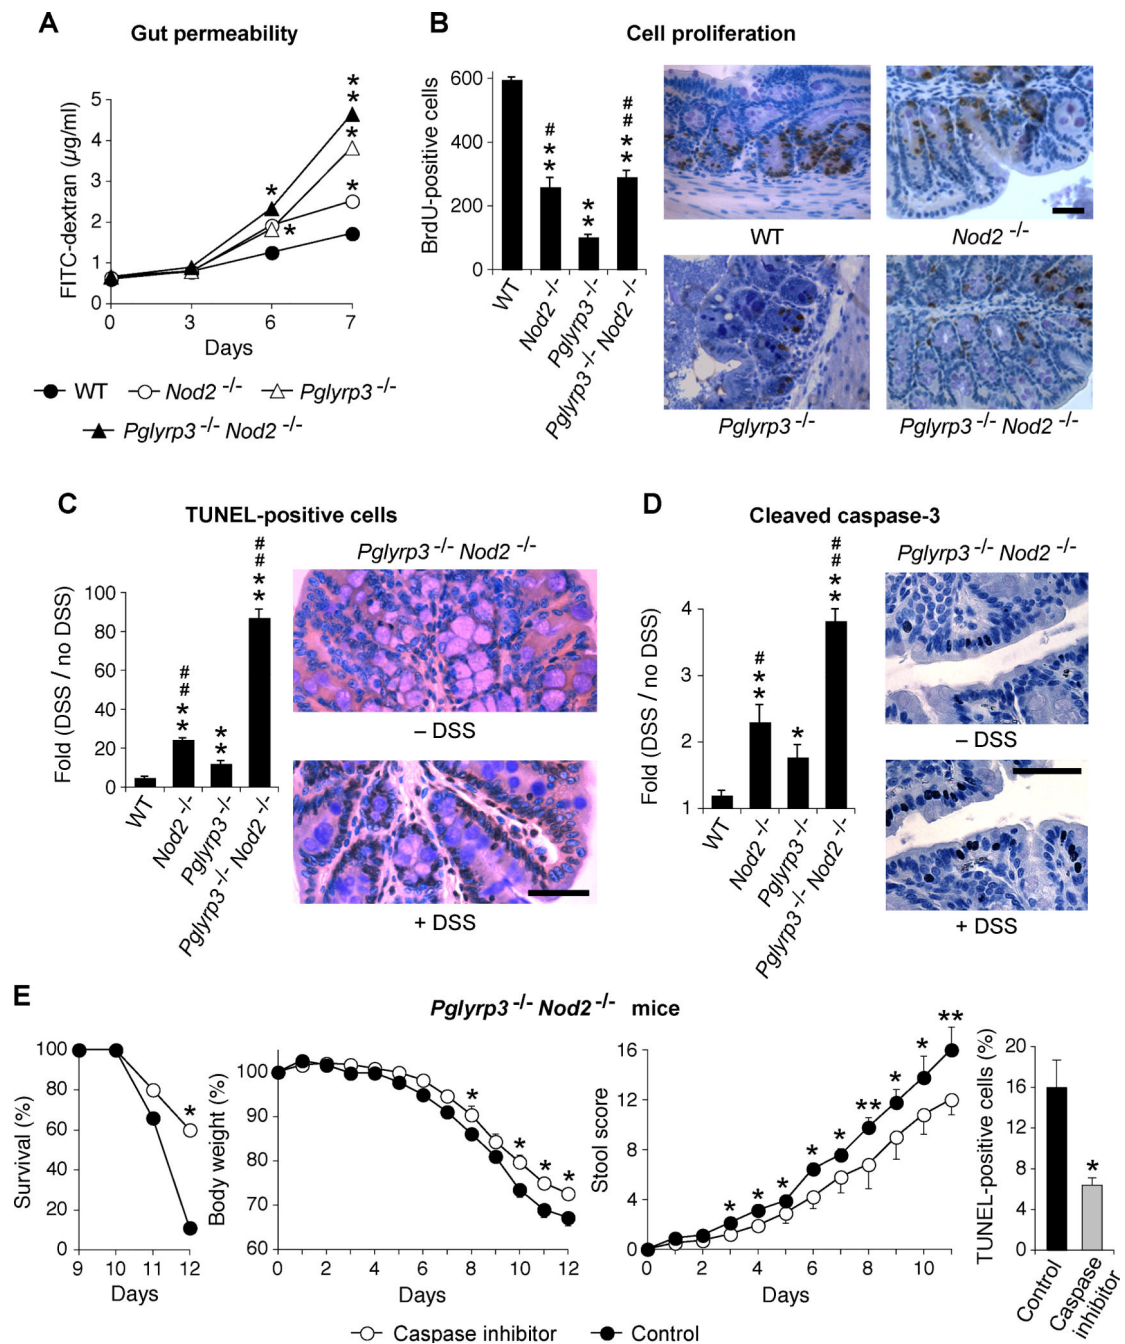 A
Gut permeability
FITC-dextran (µg/ml)
5
4
3
2
1
0
* *
*
*
*
*
0 3 6 7
Days
WT Nod2 -/- Pglyrp3 -/-
Pglyrp3 -/- Nod2 -/-
B
Cell proliferation
BrdU-positive cells
600
400
200
0
# * *
* *
# # * *
WT
Nod2 -/-
Pglyrp3 -/-
Pglyrp3 -/- Nod2 -/-
WT
Nod2 -/-
Pglyrp3 -/-
Pglyrp3 -/- Nod2 -/-
C
TUNEL-positive cells
Fold (DSS / no DSS)
100
80
60
40
20
0
# # * *
* *
# # * *
WT
Nod2 -/-
Pglyrp3 -/-
Pglyrp3 -/- Nod2 -/-
Pglyrp3 -/- Nod2 -/-
– DSS
+ DSS
D
Cleaved caspase-3
Fold (DSS / no DSS)
4
3
2
1
# * *
*
# # * *
WT
Nod2 -/-
Pglyrp3 -/-
Pglyrp3 -/- Nod2 -/-
Pglyrp3 -/- Nod2 -/-
– DSS
+ DSS
E
Pglyrp3 -/- Nod2 -/- mice
Survival (%)
100
80
60
40
20
0
*
9 10 11 12
Days
Body weight (%)
100
90
80
70
60
* * * *
0 2 4 6 8 10 12
Days
Stool score
16
12
8
4
0
* * * * * ** * * **
0 2 4 6 8 10
Days
TUNEL-positive cells (%)
20
16
12
8
4
0
*
Control
Caspase inhibitor
Caspase inhibitor Control